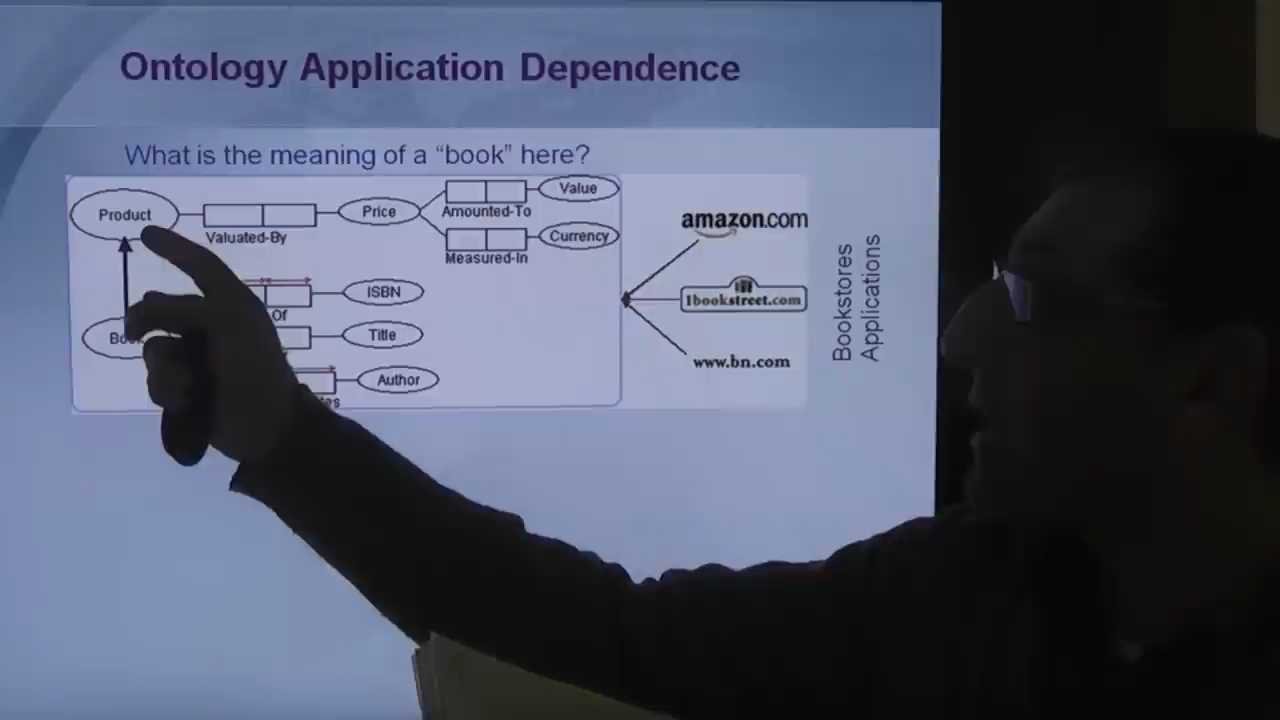 Ontology Application Dependence
What is the meaning of a “book” here?
Product
Valuated-By
Price
Amounted-To
Value
Measured-In
Currency
ISBN
Of
Title
Author
amazon.com
1bookstreet.com
www.bn.com
Bookstores
Applications